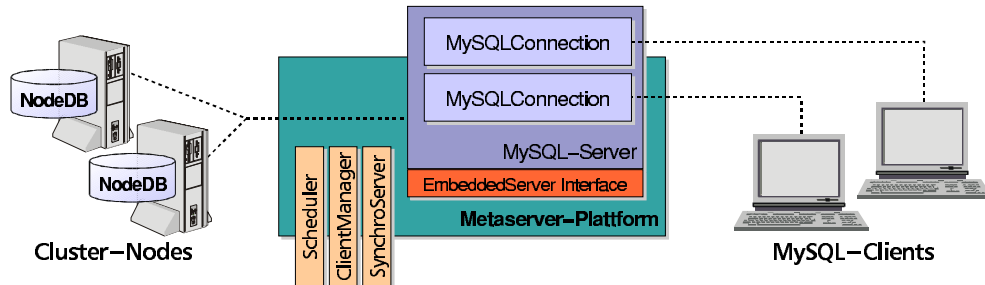 NodeDB
NodeDB
Cluster–Nodes
MySQLConnection
MySQLConnection
MySQL–Server
EmbeddedServer Interface
Metaserver–Plattform
Scheduler
ClientManager
SynchroServer
MySQL–Clients